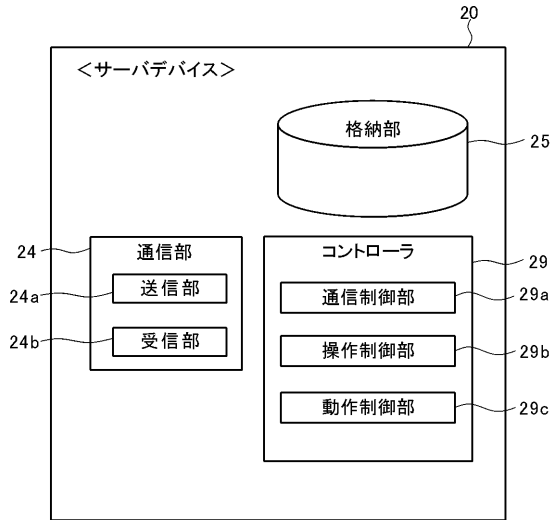 20
<サーバデバイス>
格納部
25
24
通信部
24a
送信部
24b
受信部
コントローラ
29
通信制御部
29a
操作制御部
29b
動作制御部
29c